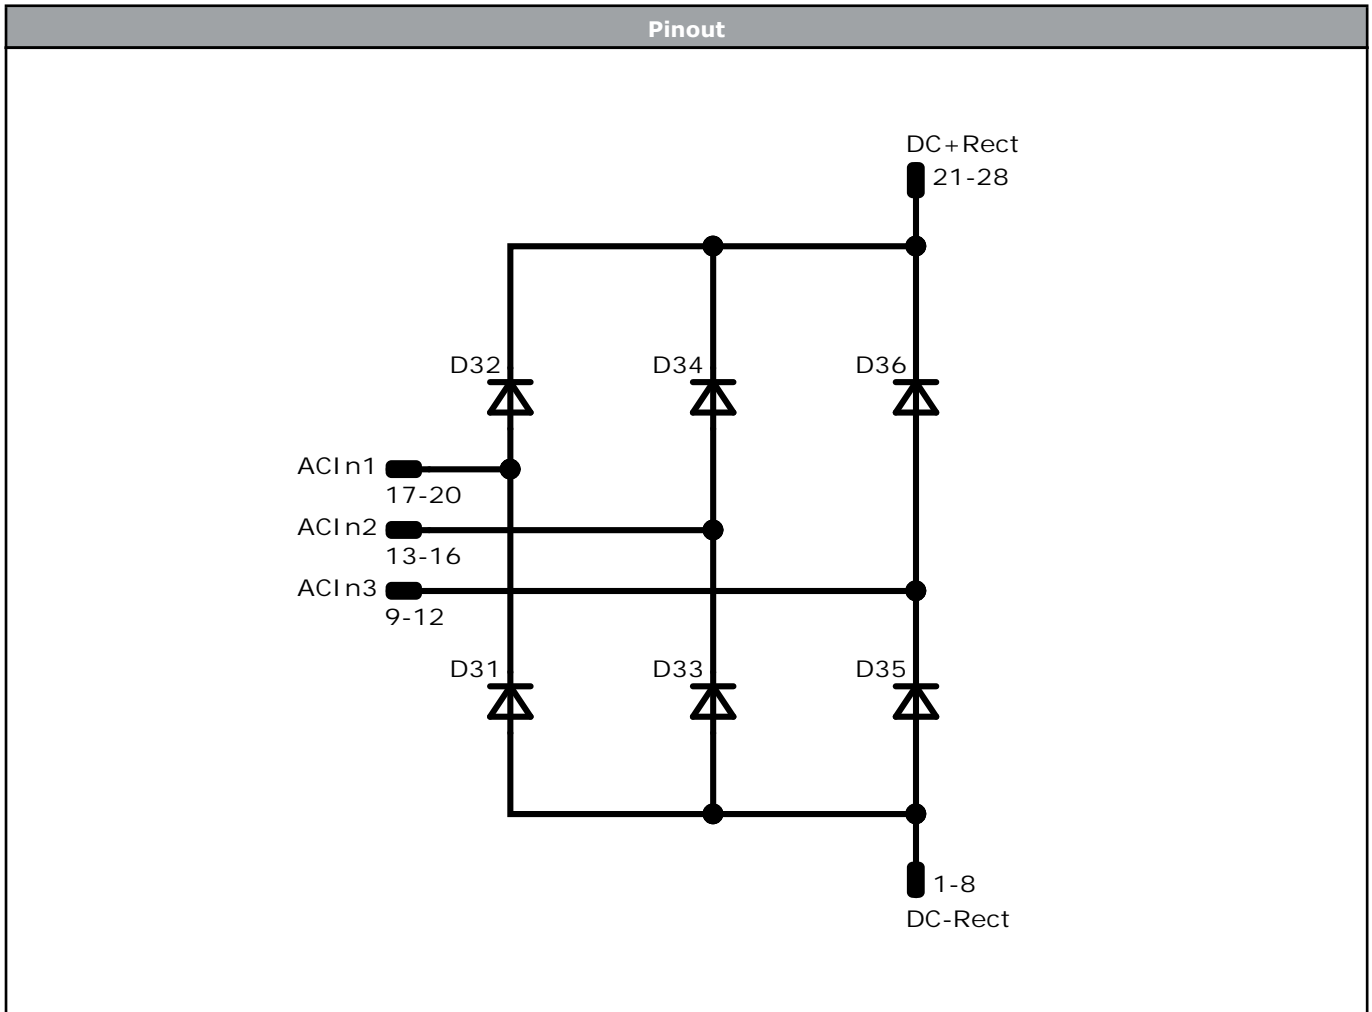 Pinout
DC+Rect
21-28
D32
D34
D36
ACIn1
17-20
ACIn2
13-16
ACIn3
9-12
D31
D33
D35
1-8
DC-Rect